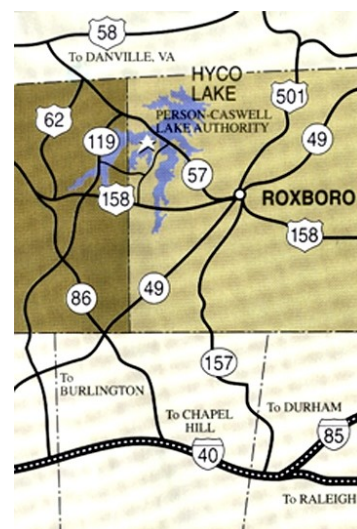 58
To DANVILLE, VA
HYCO
LAKE
501
PERSON-CASWELL
LAKE AUTHORITY
62
119
49
57
158
ROXBORO
158
86
49
157
To
BURLINGTON
To CHAPEL
HILL
To DURHAM
85
40
To RALEIGH